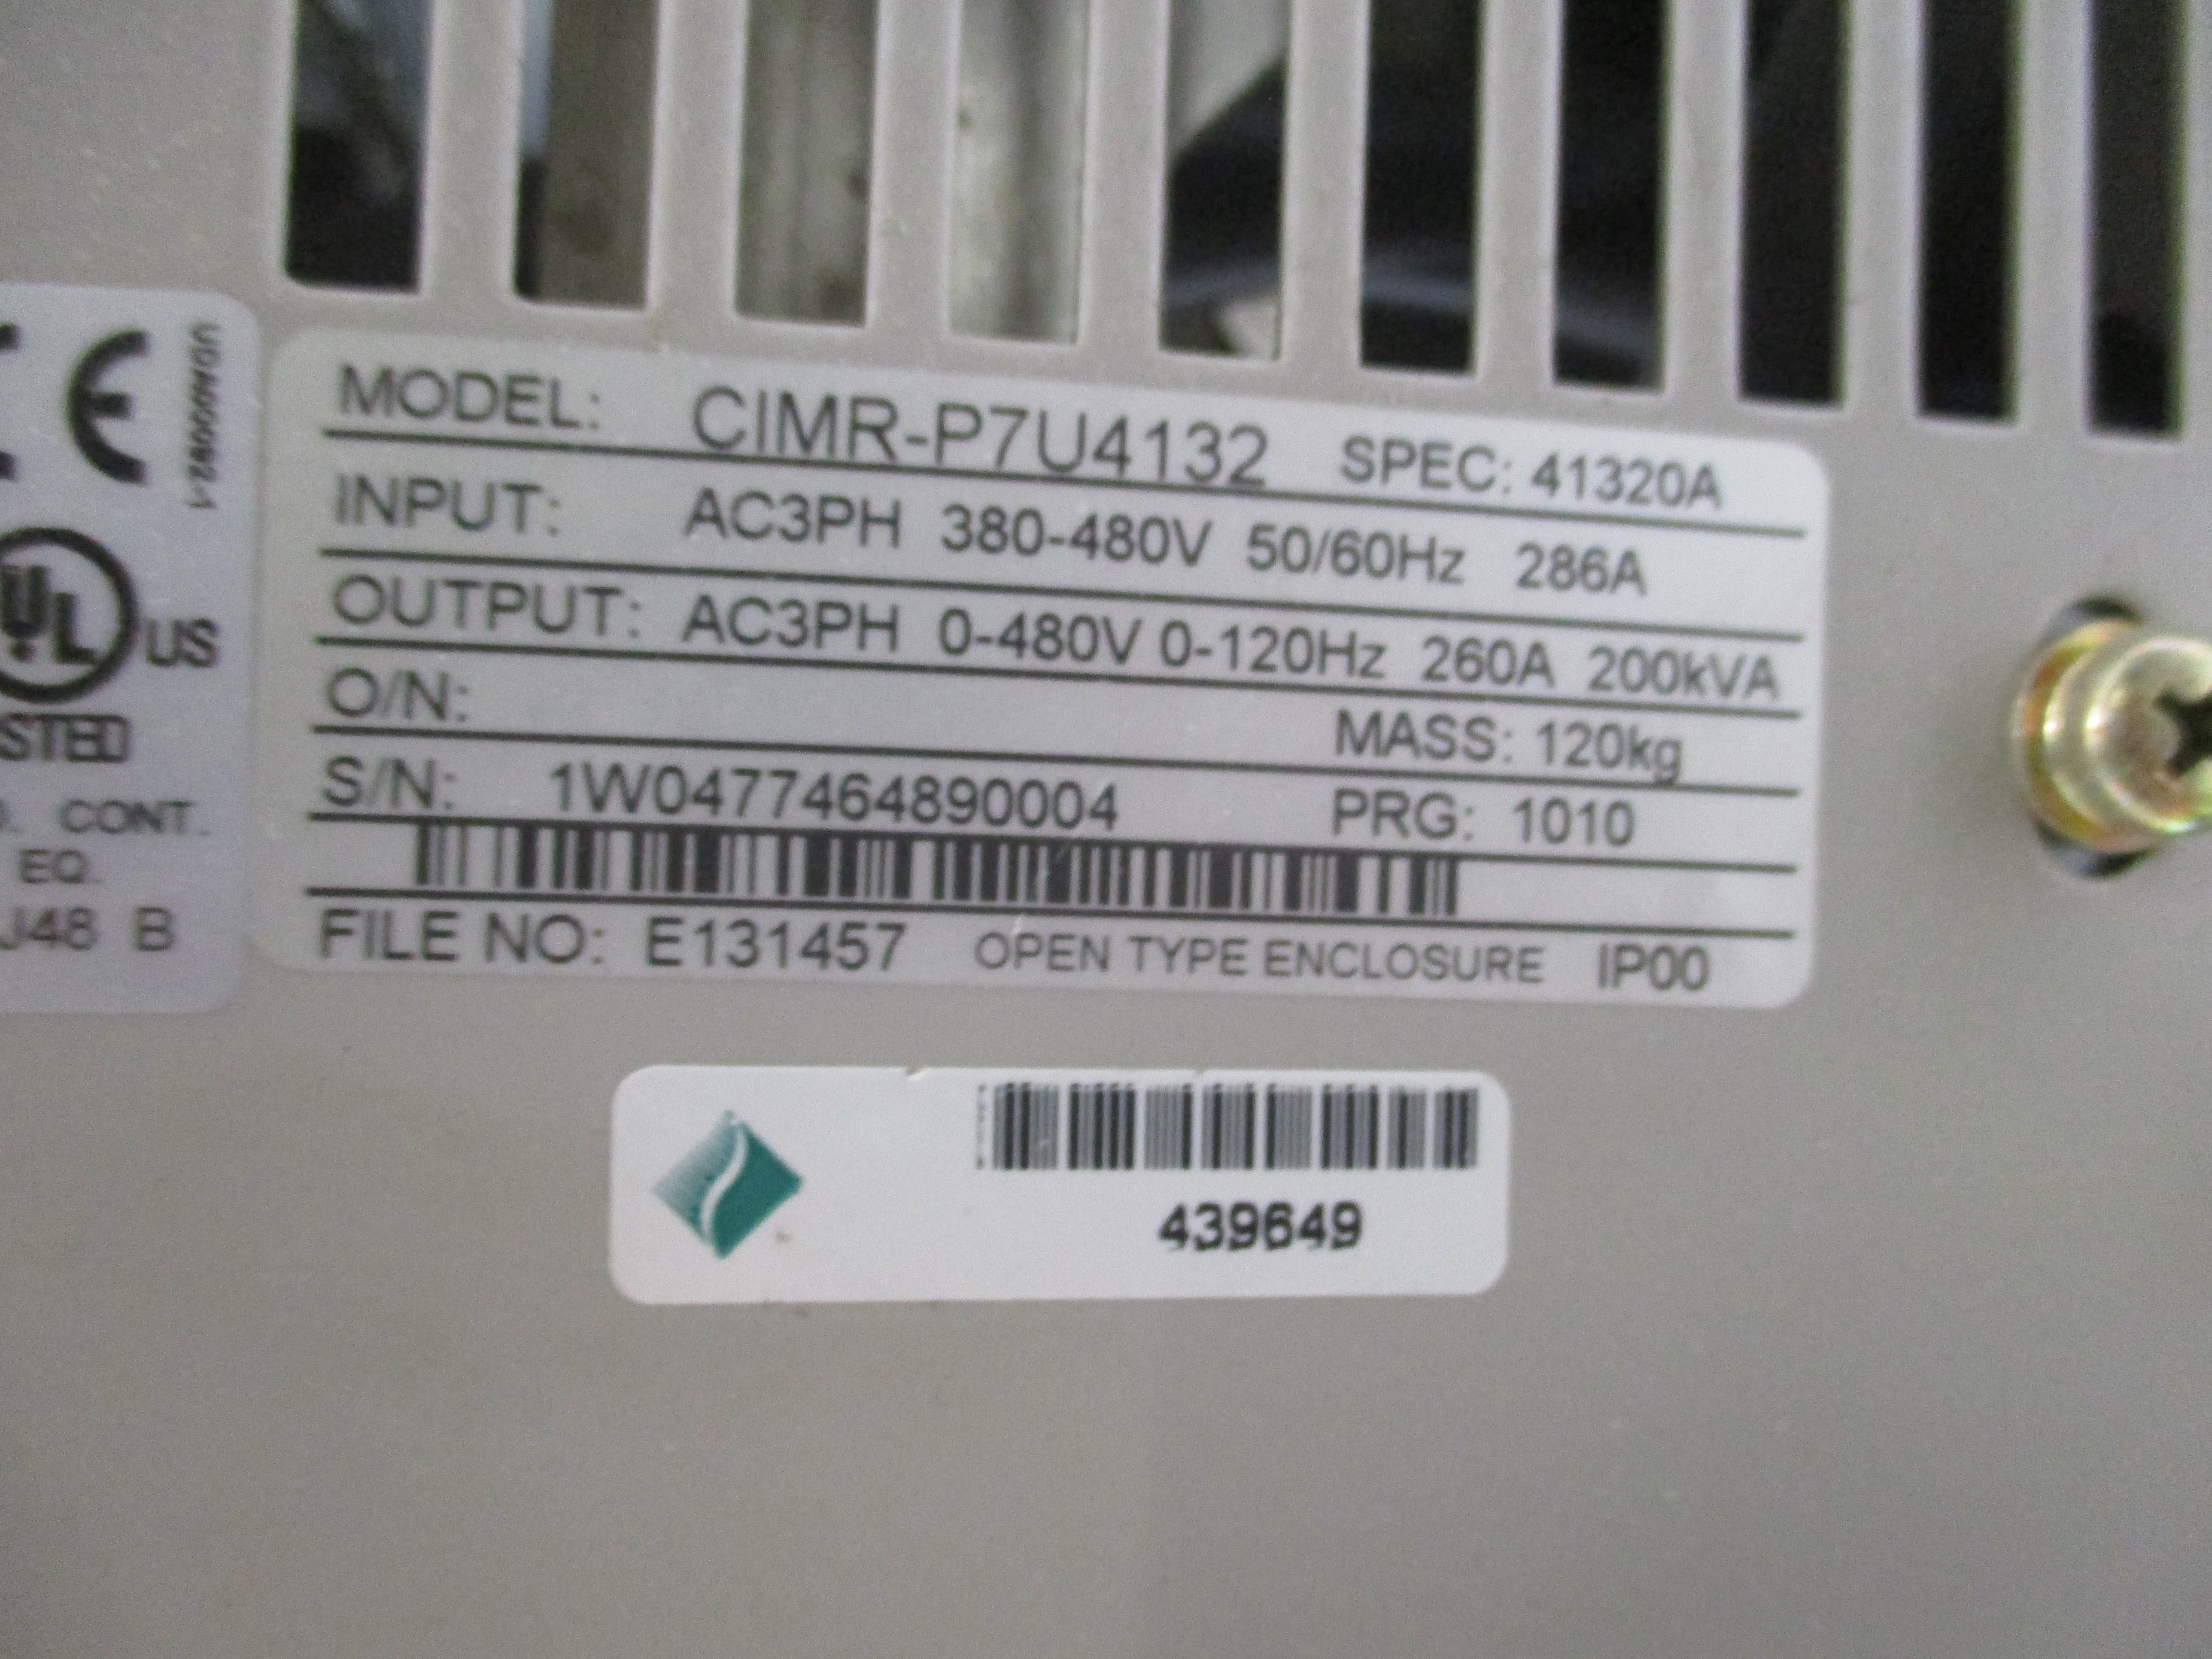 CE
US
STED
CONT.
EQ.
J48 B
MODEL: CIMR-P7U4132 SPEC: 41320A
INPUT: AC3PH 380-480V 50/60Hz 286A
OUTPUT: AC3PH 0-480V 0-120Hz 260A 200kVA
O/N: MASS: 120kg
S/N: 1W0477464890004 PRG: 1010
FILE NO: E131457 OPEN TYPE ENCLOSURE IP00
439649